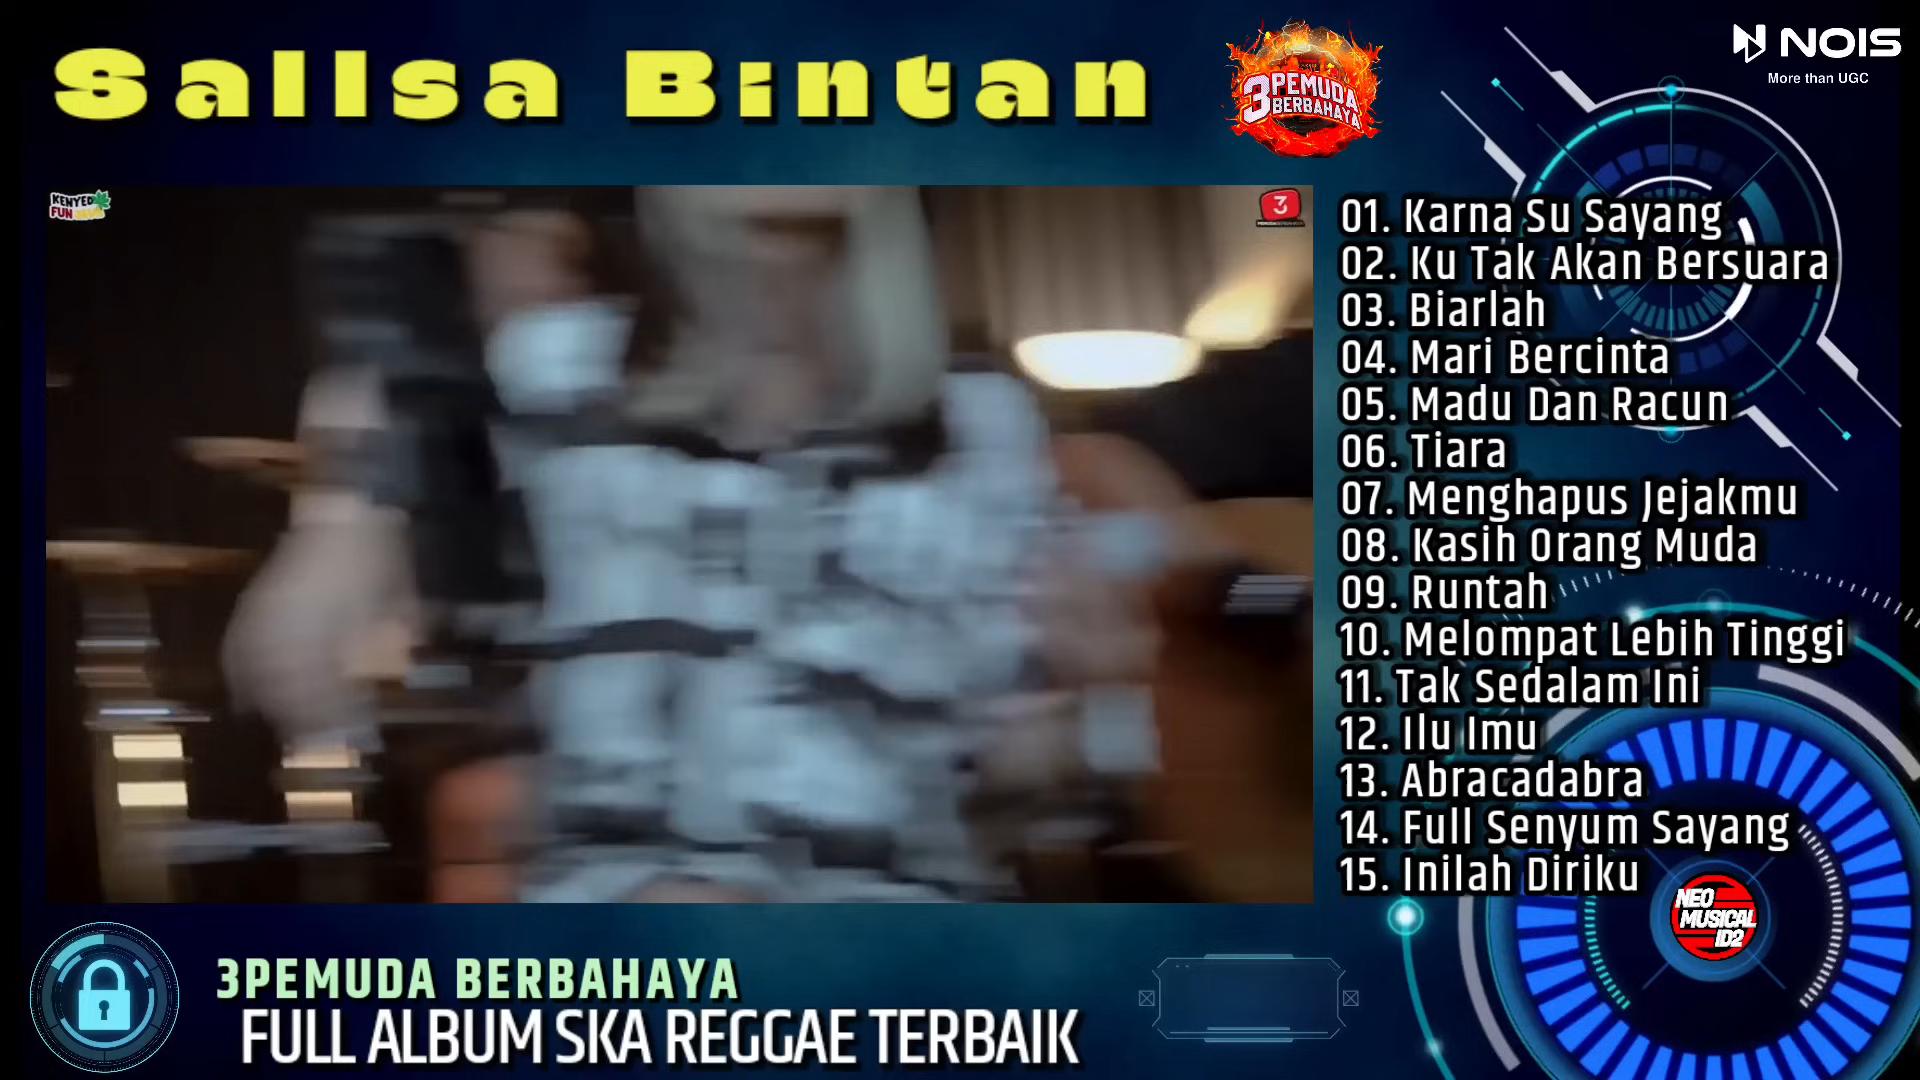 Sallsa Bintan
3PEMUDA
BERBAHAYA
NOIS
More than UGC
KENYED
FUN
3
01. Karna Su Sayang
02. Ku Tak Akan Bersuara
03. Biarlah
04. Mari Bercinta
05. Madu Dan Racun
06. Tiara
07. Menghapus Jejakmu
08. Kasih Orang Muda
09. Runtah
10. Melompat Lebih Tinggi
11. Tak Sedalam Ini
12. Ilu Imu
13. Abracadabra
14. Full Senyum Sayang
15. Inilah Diriku
NEO
MUSICAL
ID2
3PEMUDA BERBAHAYA
FULL ALBUM SKA REGGAE TERBAIK